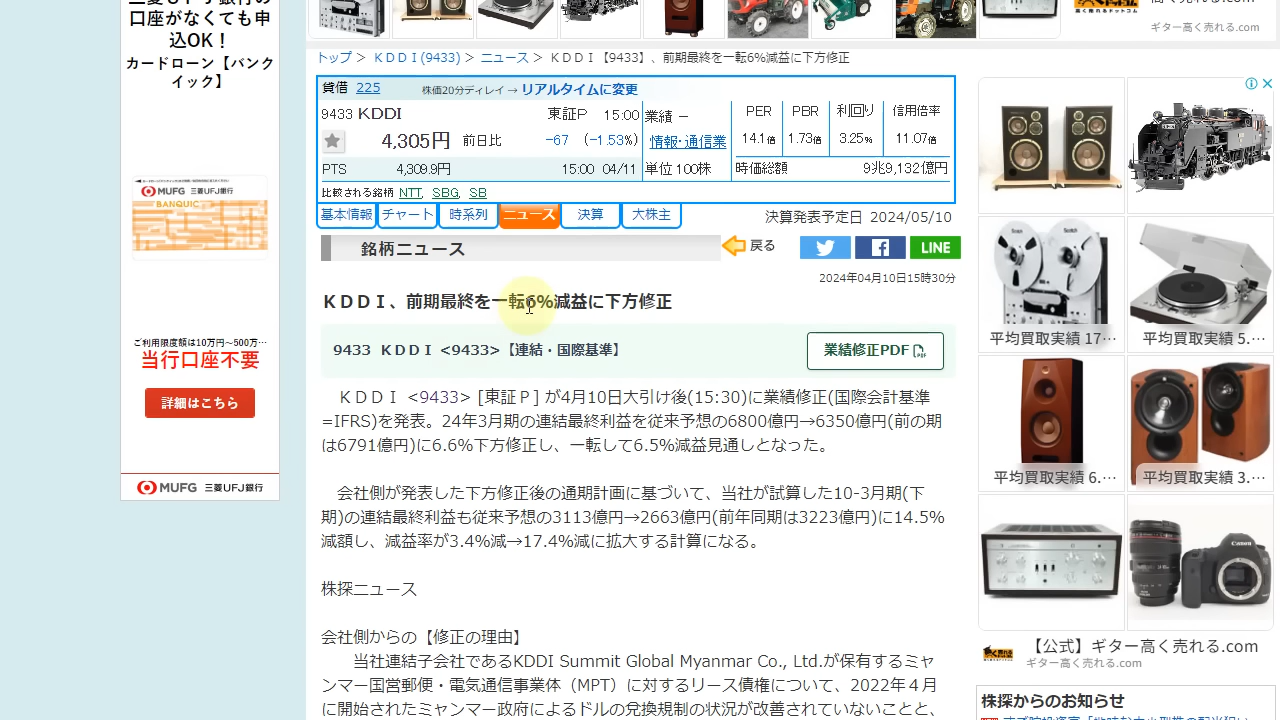 三菱UFJ銀行の
口座がなくても申
込OK！
カードローン【バンク
イック】
MUFG 三菱UFJ銀行
BANQUIC
ご利用限度額は10万円～500万…
当行口座不要
詳細はこちら
MUFG 三菱UFJ銀行
ギター高く売れる.com
トップ ＞ ＫＤＤＩ(9433) ＞ ニュース ＞ ＫＤＤＩ【9433】、前期最終を一転6%減益に下方修正
貸借 225 株価20分ディレイ → リアルタイムに変更
9433 KDDI 東証P 15:00
4,305円 前日比 -67 (-1.53%)
PTS 4,309.9円 15:00 04/11
業績 －
情報・通信業
単位 100株
PER PBR 利回り 信用倍率
14.1倍 1.73倍 3.25% 11.07倍
時価総額 9兆9,132億円
比較される銘柄 NTT, SBG, SB
基本情報 チャート 時系列 ニュース 決算 大株主
決算発表予定日 2024/05/10
銘柄ニュース
戻る
LINE
2024年04月10日15時30分
ＫＤＤＩ、前期最終を一転6%減益に下方修正
9433 ＫＤＤＩ <9433>【連結・国際基準】
業績修正PDF
ＫＤＤＩ <9433> [東証Ｐ] が4月10日大引け後(15:30)に業績修正(国際会計基準
=IFRS)を発表。24年3月期の連結最終利益を従来予想の6800億円→6350億円(前の期
は6791億円)に6.6%下方修正し、一転して6.5%減益見通しとなった。
会社側が発表した下方修正後の通期計画に基づいて、当社が試算した10-3月期(下
期)の連結最終利益も従来予想の3113億円→2663億円(前年同期は3223億円)に14.5%
減額し、減益率が3.4%減→17.4%減に拡大する計算になる。
株探ニュース
会社側からの【修正の理由】
当社連結子会社であるKDDI Summit Global Myanmar Co., Ltd.が保有するミャ
ンマー国営郵便・電気通信事業体（MPT）に対するリース債権について、2022年４月
に開始されたミャンマー政府によるドルの兌換規制の状況が改善されていないことと、
平均買取実績 17…
平均買取実績 5.…
平均買取実績 6.…
平均買取実績 3.…
Canon
【公式】ギター高く売れる.com
ギター高く売れる.com
株探からのお知らせ